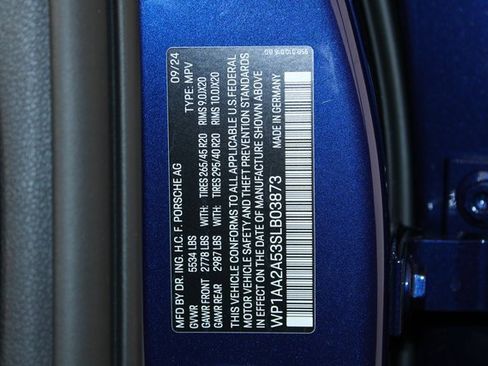 MFD BY: DR. ING. H.C. F. PORSCHE AG 09/24
GVWR 5534 LBS TYPE: MPV
GAWR FRONT 2778 LBS WITH: TIRES 265/45 R20 RIMS 9.0JX20
GAWR REAR 2987 LBS WITH: TIRES 295/40 R20 RIMS 10.0JX20
THIS VEHICLE CONFORMS TO ALL APPLICABLE U.S. FEDERAL
MOTOR VEHICLE SAFETY AND THEFT PREVENTION STANDARDS
IN EFFECT ON THE DATE OF MANUFACTURE SHOWN ABOVE
WP1AA2A53SLB03873 MADE IN GERMANY